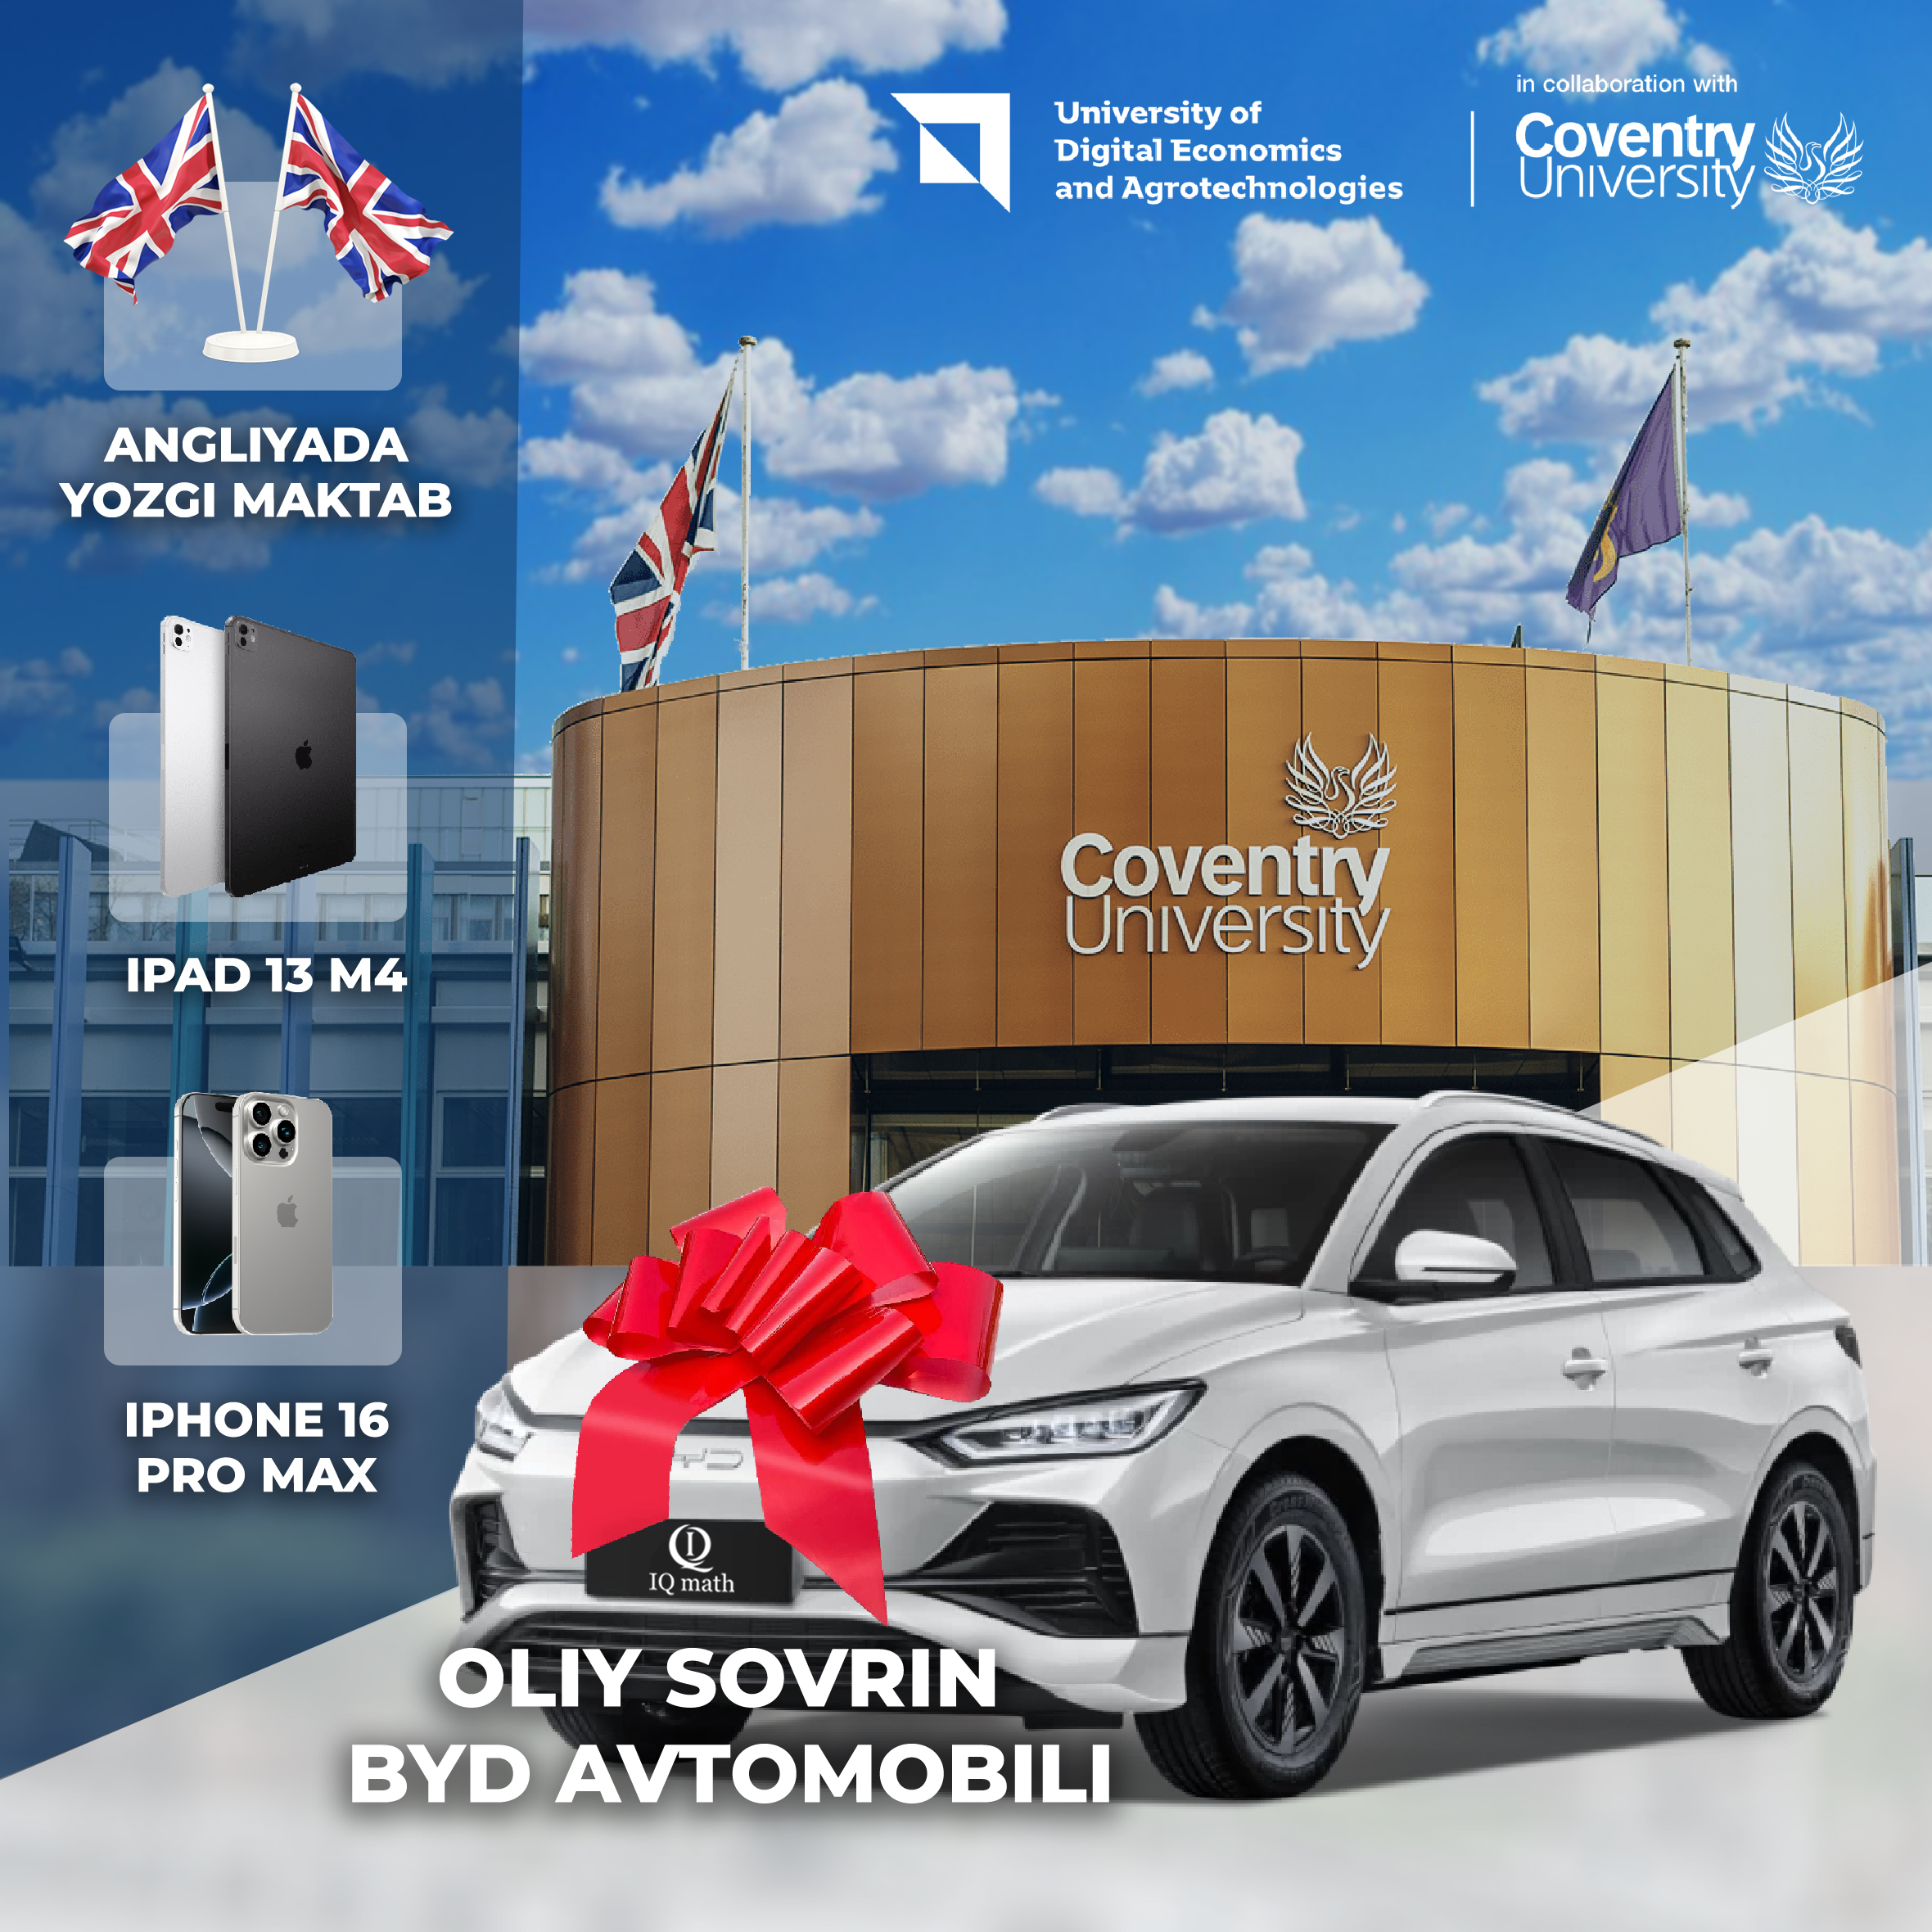 University of
Digital Economics
and Agrotechnologies
in collaboration with
Coventry
University
ANGLIYADA
YOZGI MAKTAB
IPAD 13 M4
IPHONE 16
PRO MAX
Coventry
University
IQ math
OLIY SOVRIN
BYD AVTOMOBILI